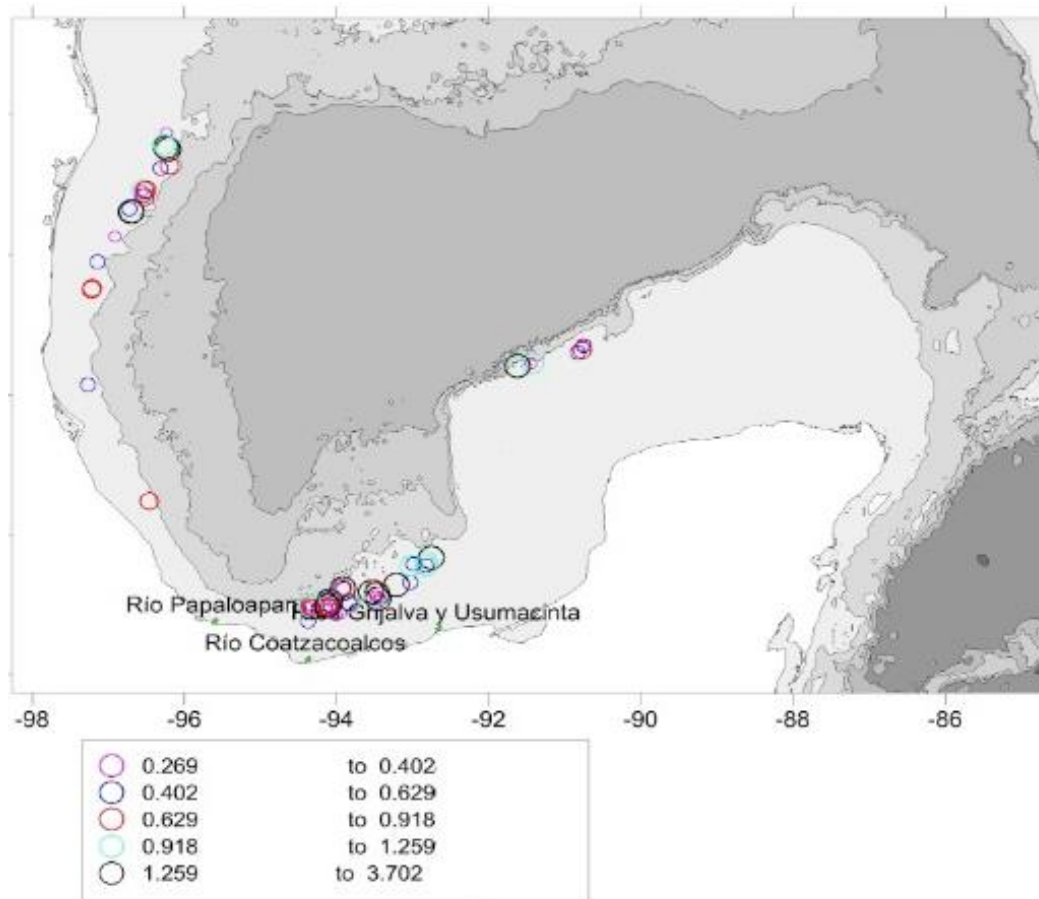 Río Papaloapan
Grijalva y Usumacinta
Río Coatzacoalcos
-98 -96 -94 -92 -90 -88 -86
0.269 to 0.402
0.402 to 0.629
0.629 to 0.918
0.918 to 1.259
1.259 to 3.702